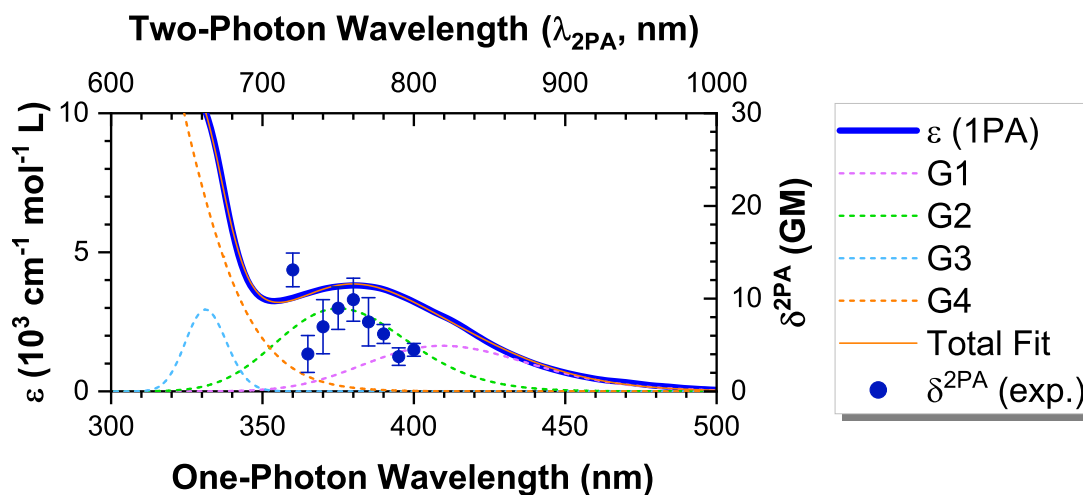 Two-Photon Wavelength (λ2PA, nm)
600 700 800 900 1000
ε (10³ cm⁻¹ mol⁻¹ L)
10
5
0
30
20
10
0
δ²ᴾᴬ (GM)
300 350 400 450 500
One-Photon Wavelength (nm)
ε (1PA)
G1
G2
G3
G4
Total Fit
δ²ᴾᴬ (exp.)